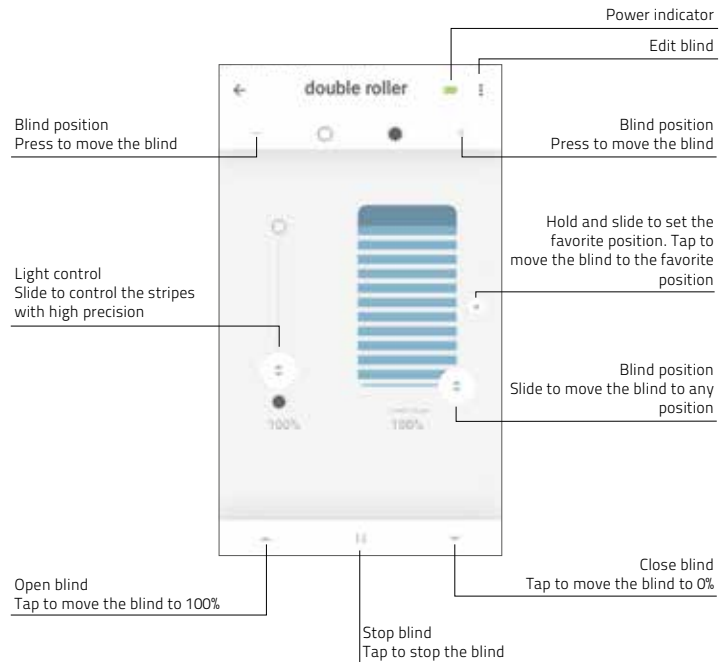 Power indicator
Edit blind
double roller
Blind position
Press to move the blind
Blind position
Press to move the blind
Hold and slide to set the
favorite position. Tap to
move the blind to the favorite
position
Light control
Slide to control the stripes
with high precision
Blind position
Slide to move the blind to any
position
100%
100%
Close blind
Tap to move the blind to 0%
Open blind
Tap to move the blind to 100%
Stop blind
Tap to stop the blind